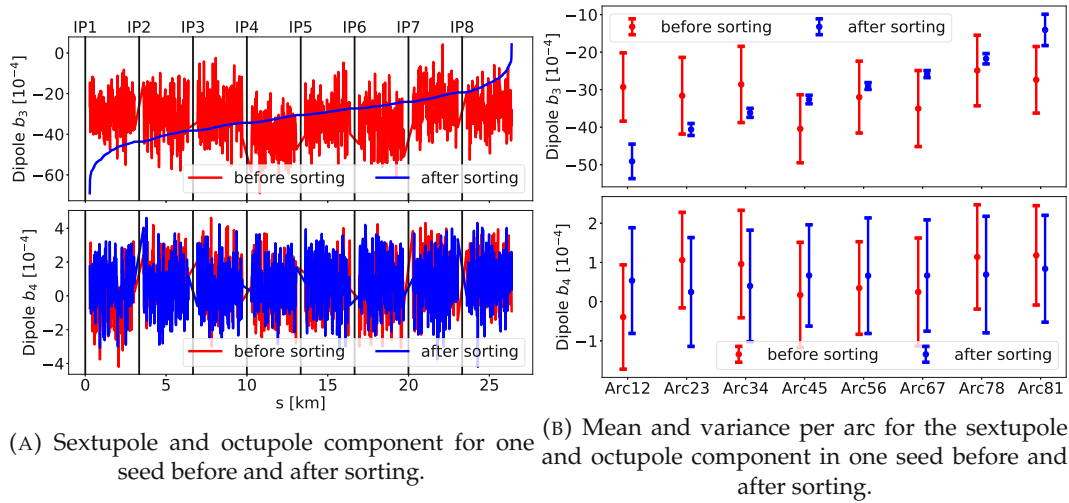 IP1 IP2 IP3 IP4 IP5 IP6 IP7 IP8
Dipole b₃ [10⁻⁴]
0
−20
−40
−60
before sorting after sorting
Dipole b₄ [10⁻⁴]
4
2
0
−2
−4
before sorting after sorting
0 5 10 15 20 25
s [km]
(A) Sextupole and octupole component for one
seed before and after sorting.
before sorting after sorting
Dipole b₃ [10⁻⁴]
−10
−20
−30
−40
−50
Dipole b₄ [10⁻⁴]
2
1
0
−1
before sorting after sorting
Arc12 Arc23 Arc34 Arc45 Arc56 Arc67 Arc78 Arc81
(B) Mean and variance per arc for the sextupole
and octupole component in one seed before and
after sorting.